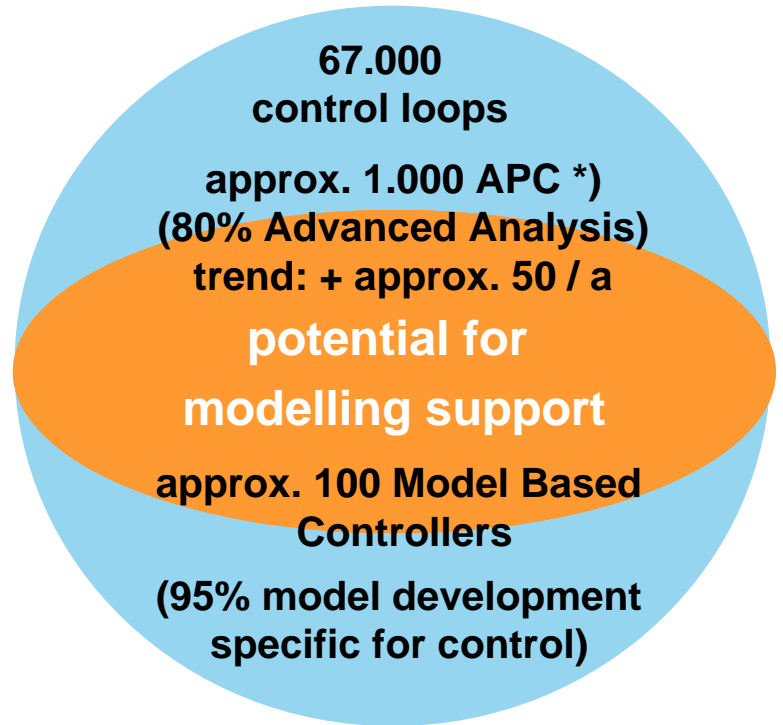 67.000
control loops
approx. 1.000 APC *)
(80% Advanced Analysis)
trend: + approx. 50 / a
potential for
modelling support
approx. 100 Model Based
Controllers
(95% model development
specific for control)